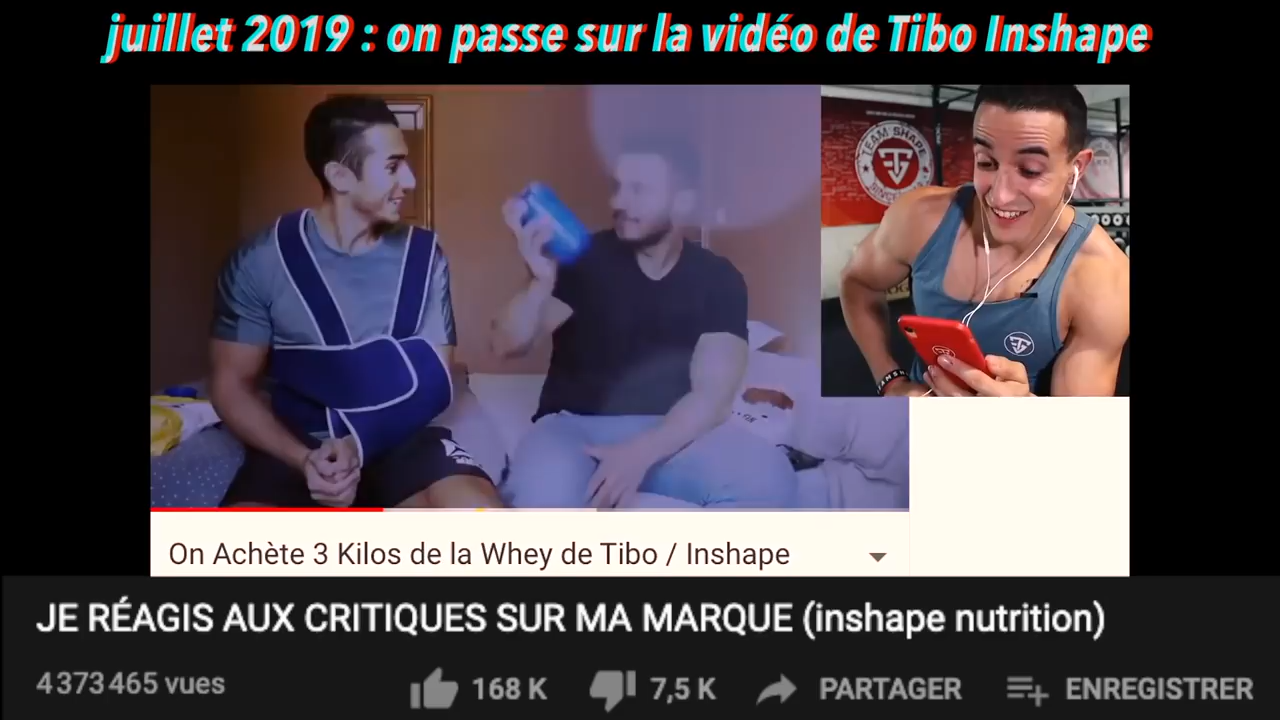 juillet 2019 : on passe sur la vidéo de Tibo Inshape
TEAM SHAPE
On Achète 3 Kilos de la Whey de Tibo / Inshape
JE RÉAGIS AUX CRITIQUES SUR MA MARQUE (inshape nutrition)
4 373 465 vues
168 K
7,5 K
PARTAGER
ENREGISTRER